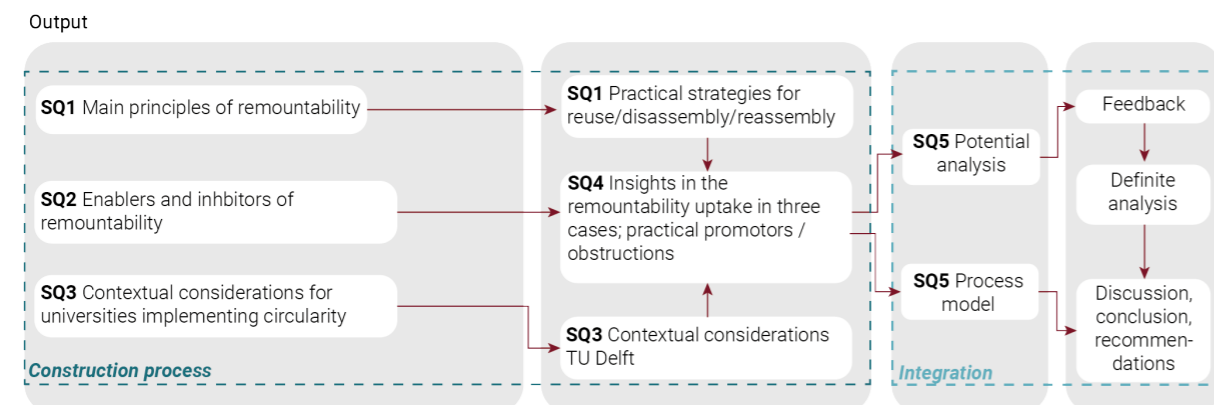 Output
SQ1 Main principles of remountability
SQ2 Enablers and inhbitors of
remountability
SQ3 Contextual considerations for
universities implementing circularity
Construction process
SQ1 Practical strategies for
reuse/disassembly/reassembly
SQ4 Insights in the
remountability uptake in three
cases; practical promotors /
obstructions
SQ3 Contextual considerations
TU Delft
SQ5 Potential
analysis
SQ5 Process
model
Integration
Feedback
Definite
analysis
Discussion,
conclusion,
recommen-
dations